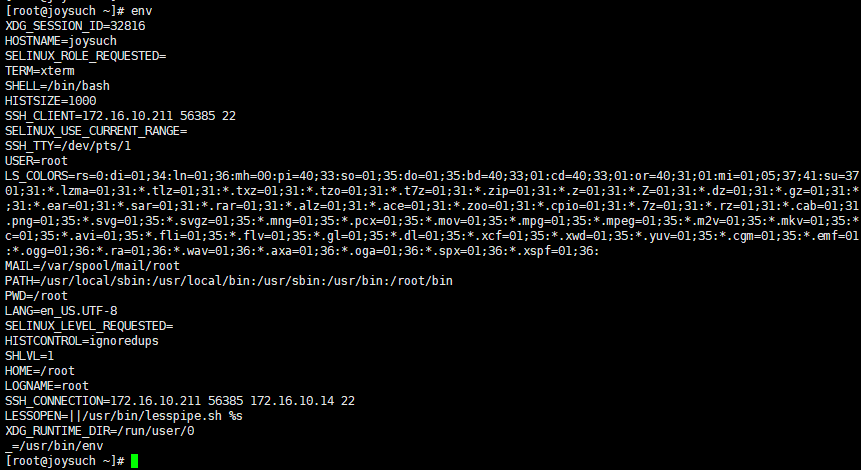 [root@joysuch ~]# env
XDG_SESSION_ID=32816
HOSTNAME=joysuch
SELINUX_ROLE_REQUESTED=
TERM=xterm
SHELL=/bin/bash
HISTSIZE=1000
SSH_CLIENT=172.16.10.211 56385 22
SELINUX_USE_CURRENT_RANGE=
SSH_TTY=/dev/pts/1
USER=root
LS_COLORS=rs=0:di=01;34:ln=01;36:mh=00:pi=40;33:so=01;35:do=01;35:bd=40;33;01:cd=40;33;01:or=40;31;01:mi=01;05;37;41:su=37
01;31:*.lzma=01;31:*.tlz=01;31:*.txz=01;31:*.tzo=01;31:*.t7z=01;31:*.zip=01;31:*.z=01;31:*.Z=01;31:*.dz=01;31:*.gz=01;31:*
;31:*.ear=01;31:*.sar=01;31:*.rar=01;31:*.alz=01;31:*.ace=01;31:*.zoo=01;31:*.cpio=01;31:*.7z=01;31:*.rz=01;31:*.cab=01;31
.png=01;35:*.svg=01;35:*.svgz=01;35:*.mng=01;35:*.pcx=01;35:*.mov=01;35:*.mpg=01;35:*.mpeg=01;35:*.m2v=01;35:*.mkv=01;35:*
c=01;35:*.avi=01;35:*.fli=01;35:*.flv=01;35:*.gl=01;35:*.dl=01;35:*.xcf=01;35:*.xwd=01;35:*.yuv=01;35:*.cgm=01;35:*.emf=01
:*.ogg=01;36:*.ra=01;36:*.wav=01;36:*.axa=01;36:*.oga=01;36:*.spx=01;36:*.xspf=01;36:
MAIL=/var/spool/mail/root
PATH=/usr/local/sbin:/usr/local/bin:/usr/sbin:/usr/bin:/root/bin
PWD=/root
LANG=en_US.UTF-8
SELINUX_LEVEL_REQUESTED=
HISTCONTROL=ignoredups
SHLVL=1
HOME=/root
LOGNAME=root
SSH_CONNECTION=172.16.10.211 56385 172.16.10.14 22
LESSOPEN=||/usr/bin/lesspipe.sh %s
XDG_RUNTIME_DIR=/run/user/0
_=/usr/bin/env
[root@joysuch ~]#